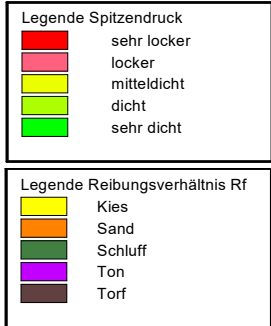 Legende Spitzendruck
sehr locker
locker
mitteldicht
dicht
sehr dicht
Legende Reibungsverhältnis Rf
Kies
Sand
Schluff
Ton
Torf